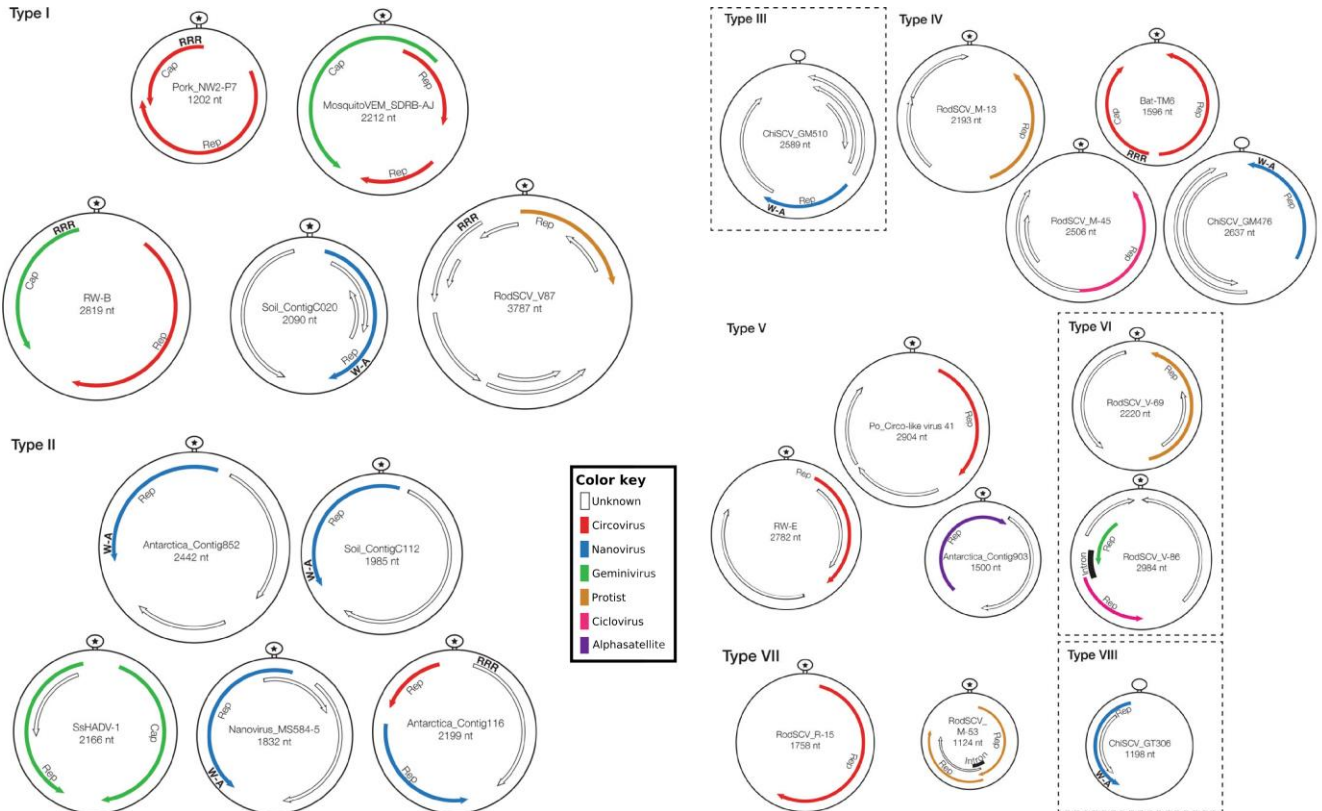 Type I
RRR
Cap
Pork_NW2-P7
1202 nt
Rep
Cap
Rep
MosquitoVEM_SDRB-AJ
2212 nt
Rep
RRR
Cap
RW-B
2819 nt
Rep
Soil_ContigC020
2090 nt
Rep
W-A
RRR
Rep
RodSCV_V87
3787 nt
Type II
Rep
W-A
Antarctica_Contig852
2442 nt
Rep
W-A
Soil_ContigC112
1985 nt
SsHADV-1
2166 nt
Rep
Cap
Rep
Nanovirus_MS584-5
1832 nt
W-A
RRR
Rep
Antarctica_Contig116
2199 nt
Rep
Color key
Unknown
Circovirus
Nanovirus
Geminivirus
Protist
Ciclovirus
Alphasatellite
Type III
ChiSCV_GM510
2589 nt
Rep
W-A
Type IV
RodSCV_M-13
2193 nt
Rep
Bat-TM6
1596 nt
Cap
Rep
RRR
RodSCV_M-45
2506 nt
Rep
W-A
ChiSCV_GM476
2637 nt
Rep
Type V
Po_Circo-like virus 41
2904 nt
Rep
Rep
RW-E
2782 nt
Rep
Antarctica_Contig903
1500 nt
Type VI
Rep
RodSCV_V-69
2220 nt
Rep
Intron
RodSCV_V-86
2984 nt
Rep
Type VII
RodSCV_R-15
1758 nt
Rep
RodSCV_
M-53
1124 nt
Rep
Intron
Rep
Type VIII
Rep
ChiSCV_GT306
1198 nt
W-A